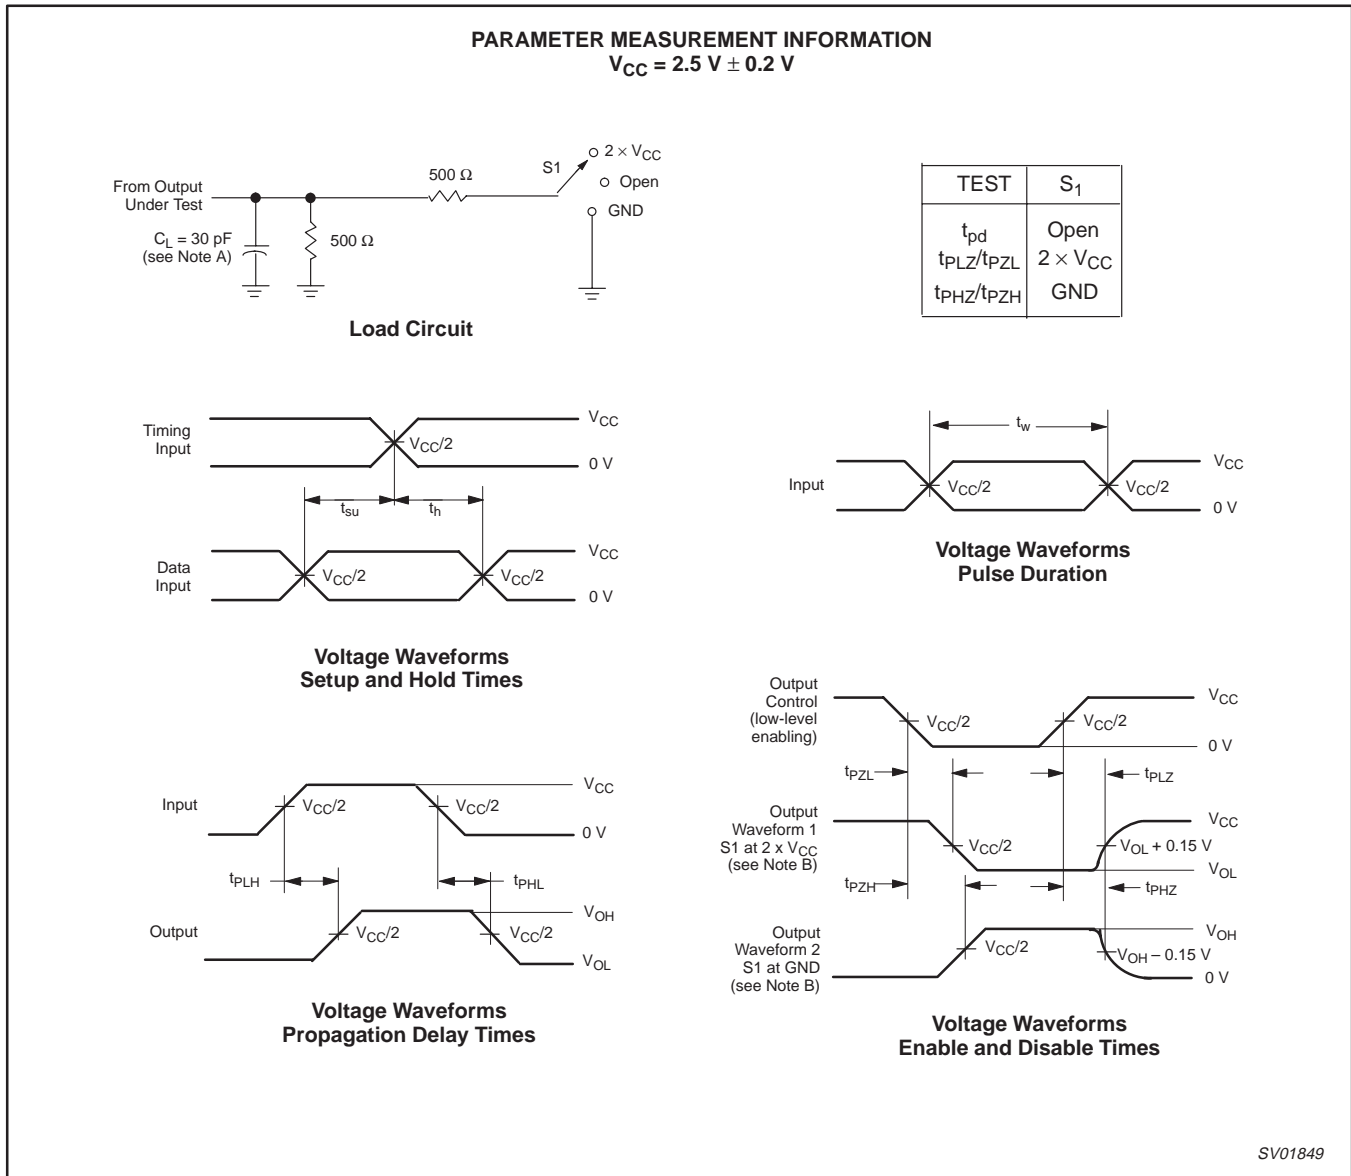 PARAMETER MEASUREMENT INFORMATION
VCC = 2.5 V ± 0.2 V
From Output
Under Test
CL = 30 pF
(see Note A)
500 Ω
500 Ω
S1
2 × VCC
Open
GND
Load Circuit
TEST S1
tpd Open
tPLZ/tPZL 2 × VCC
tPHZ/tPZH GND
Timing
Input
VCC
VCC/2
0 V
tsu
th
Data
Input
VCC
VCC/2
VCC/2
0 V
Voltage Waveforms
Setup and Hold Times
tw
Input
VCC
VCC/2
VCC/2
0 V
Voltage Waveforms
Pulse Duration
Input
VCC
VCC/2
VCC/2
0 V
tPLH
tPHL
Output
VOH
VCC/2
VCC/2
VOL
Voltage Waveforms
Propagation Delay Times
Output
Control
(low-level
enabling)
VCC
VCC/2
VCC/2
0 V
tPZL
tPLZ
Output
Waveform 1
S1 at 2 x VCC
(see Note B)
VCC
VCC/2
VOL + 0.15 V
VOL
tPZH
tPHZ
Output
Waveform 2
S1 at GND
(see Note B)
VOH
VCC/2
VOH – 0.15 V
0 V
Voltage Waveforms
Enable and Disable Times
SV01849